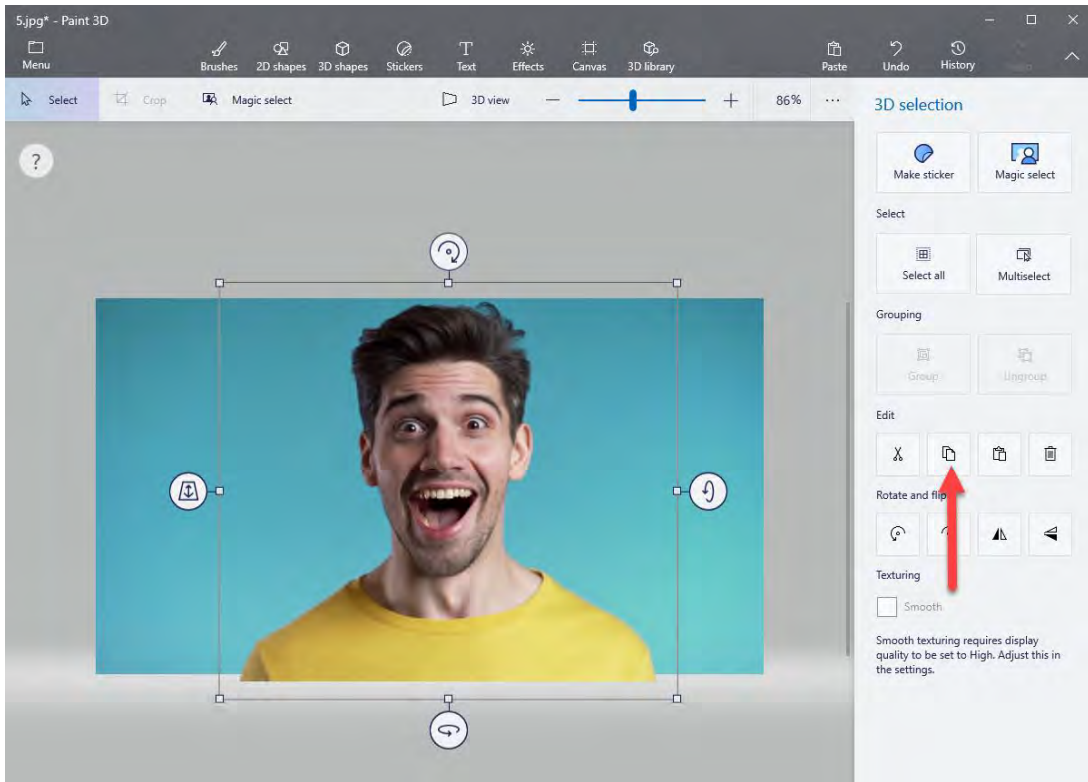 5.jpg* - Paint 3D
Menu
Brushes
2D shapes
3D shapes
Stickers
Text
Effects
Canvas
3D library
Paste
Undo
History
Select
Crop
Magic select
3D view
86%
?
3D selection
Make sticker
Magic select
Select
Select all
Multiselect
Grouping
Group
Ungroup
Edit
Rotate and flip
Texturing
Smooth
Smooth texturing requires display
quality to be set to High. Adjust this in
the settings.